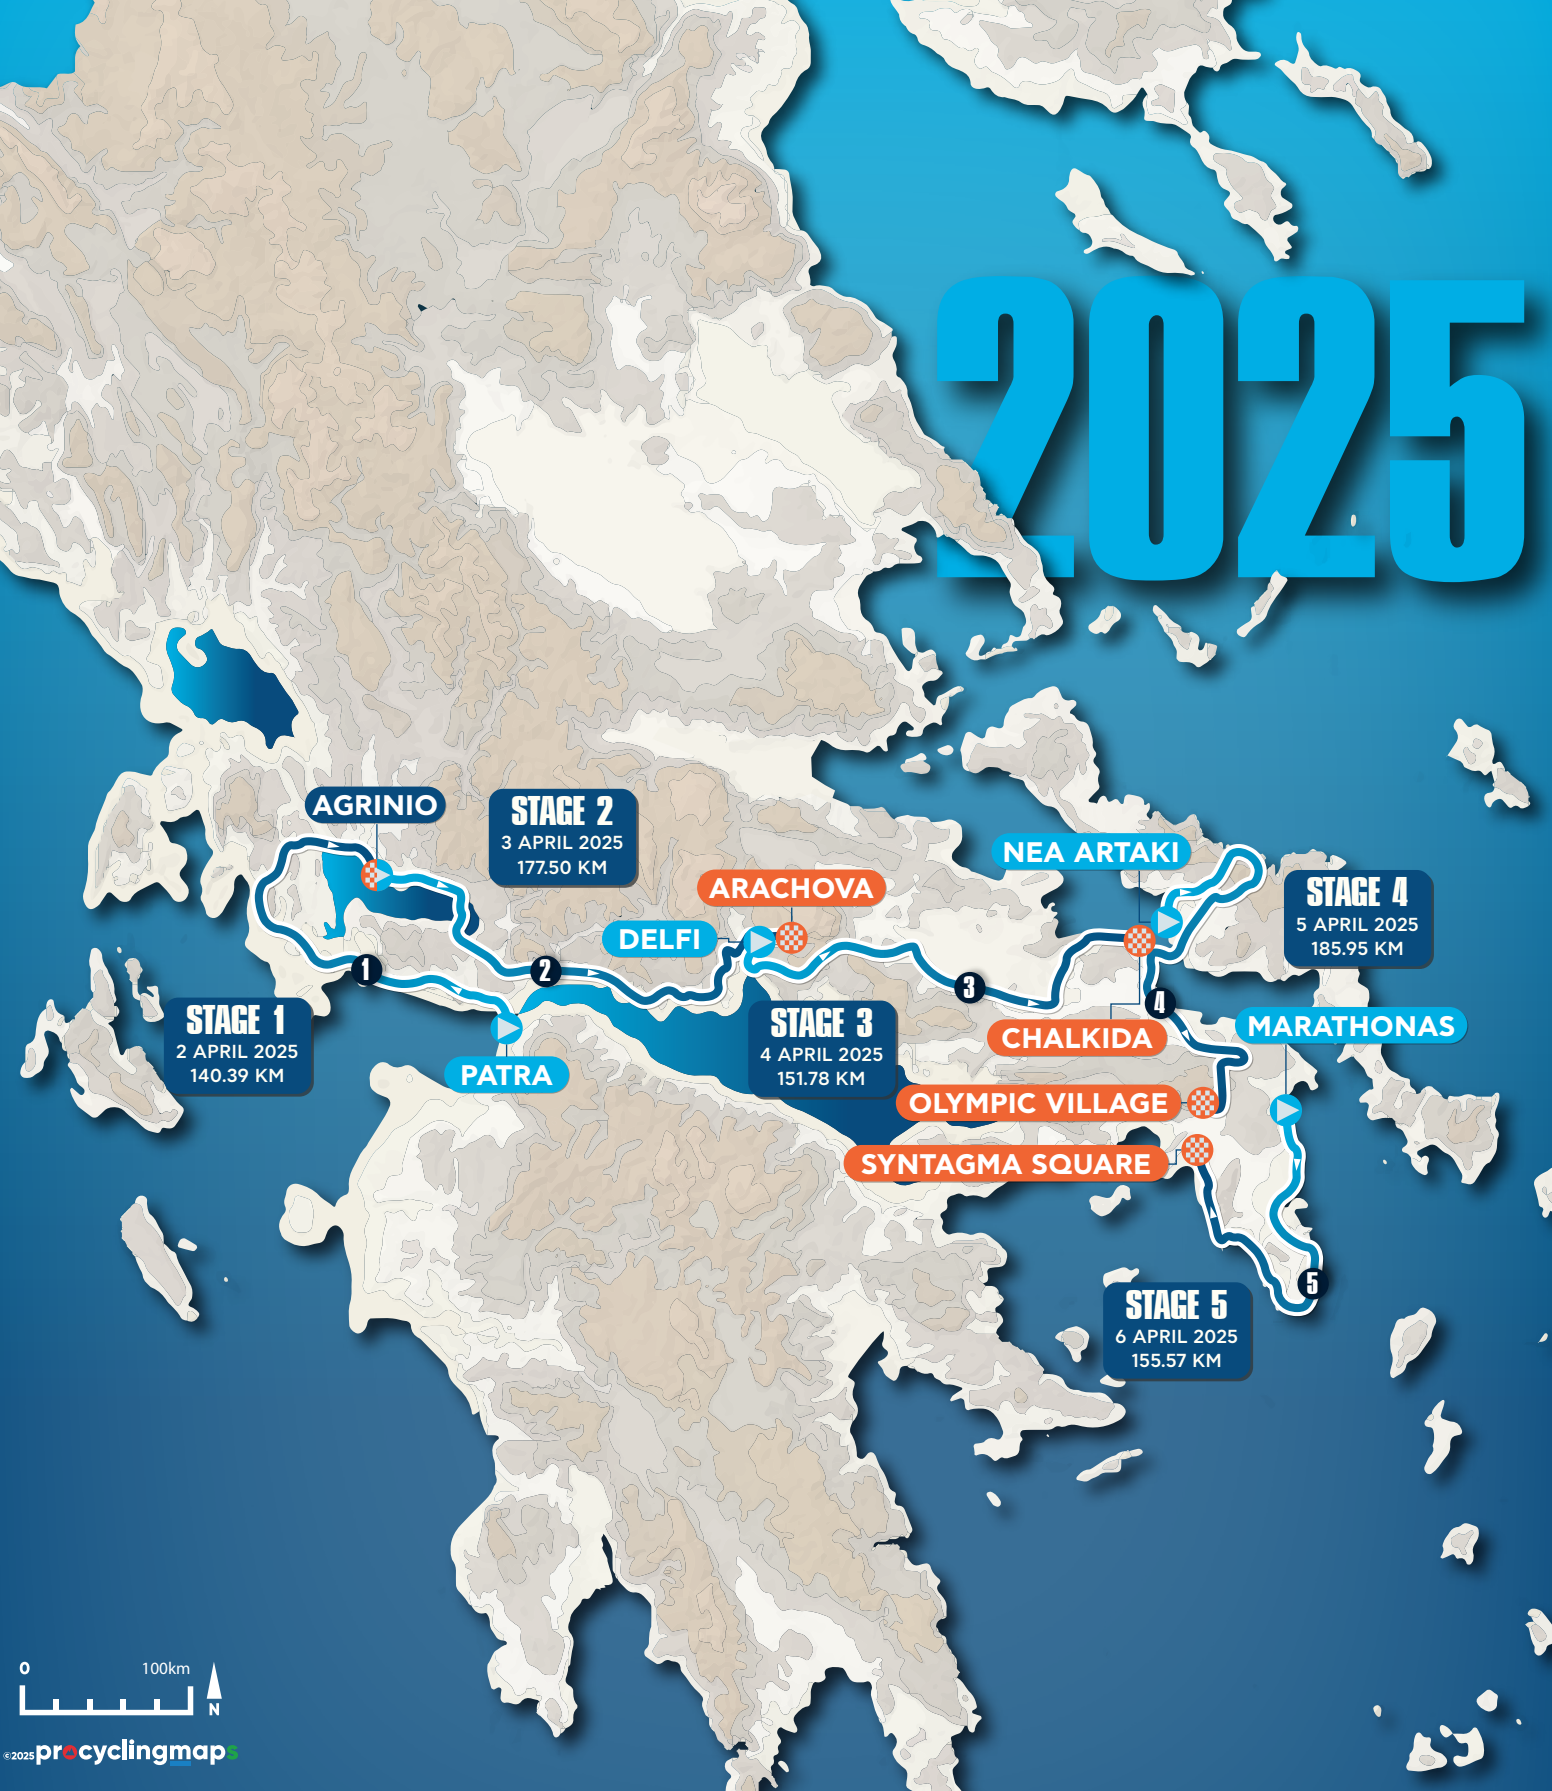 2025
AGRINIO
STAGE 2
3 APRIL 2025
177.50 KM
NEA ARTAKI
ARACHOVA
STAGE 4
5 APRIL 2025
185.95 KM
DELFI
1
2
3
4
STAGE 1
2 APRIL 2025
140.39 KM
STAGE 3
4 APRIL 2025
151.78 KM
MARATHONAS
CHALKIDA
PATRA
OLYMPIC VILLAGE
SYNTAGMA SQUARE
5
STAGE 5
6 APRIL 2025
155.57 KM
0 100km
N
©2025 procyclingmaps